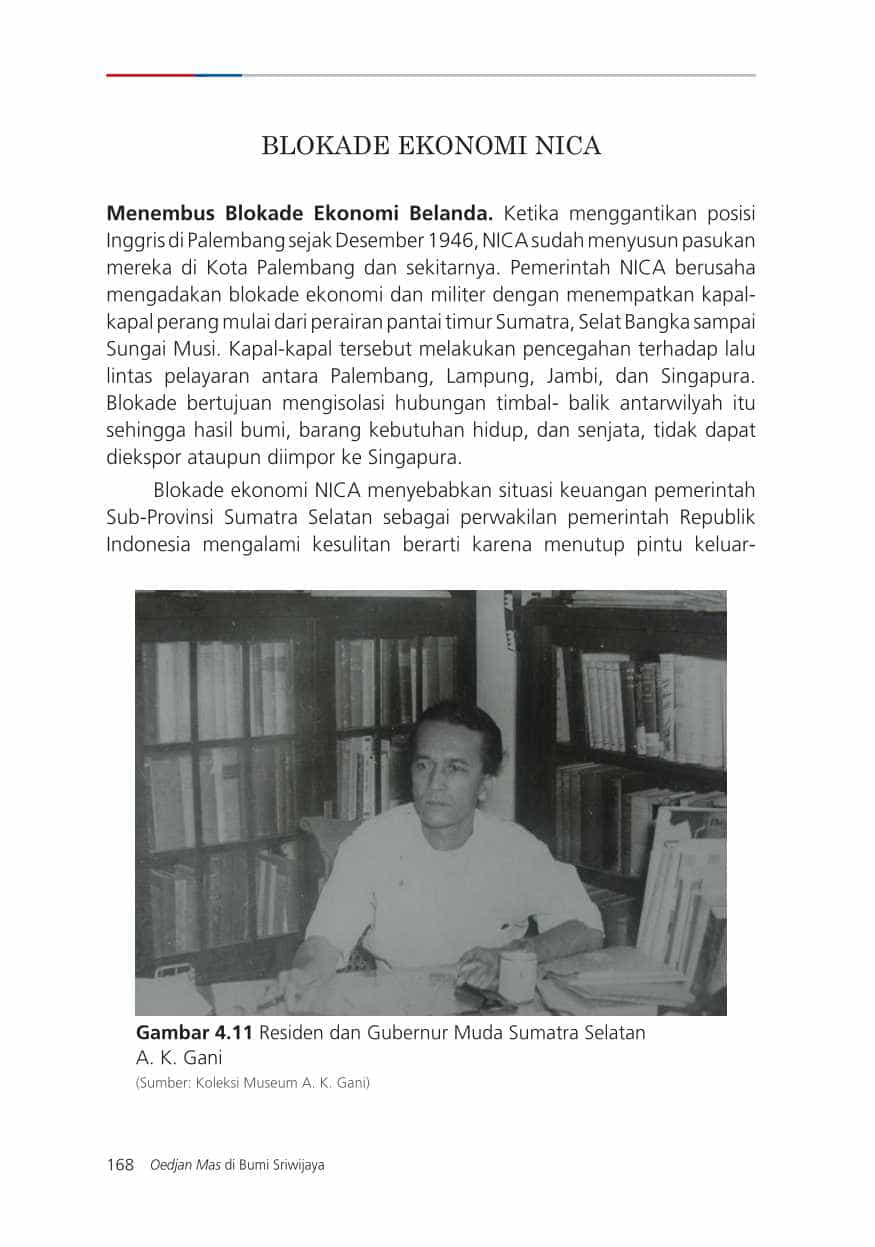 BLOKADE EKONOMI NICA
Menembus Blokade Ekonomi Belanda. Ketika menggantikan posisi
Inggris di Palembang sejak Desember 1946, NICA sudah menyusun pasukan
mereka di Kota Palembang dan sekitarnya. Pemerintah NICA berusaha
mengadakan blokade ekonomi dan militer dengan menempatkan kapal-
kapal perang mulai dari perairan pantai timur Sumatra, Selat Bangka sampai
Sungai Musi. Kapal-kapal tersebut melakukan pencegahan terhadap lalu
lintas pelayaran antara Palembang, Lampung, Jambi, dan Singapura.
Blokade bertujuan mengisolasi hubungan timbal- balik antarwilyah itu
sehingga hasil bumi, barang kebutuhan hidup, dan senjata, tidak dapat
diekspor ataupun diimpor ke Singapura.
Blokade ekonomi NICA menyebabkan situasi keuangan pemerintah
Sub-Provinsi Sumatra Selatan sebagai perwakilan pemerintah Republik
Indonesia mengalami kesulitan berarti karena menutup pintu keluar-
Gambar 4.11 Residen dan Gubernur Muda Sumatra Selatan
A. K. Gani
(Sumber: Koleksi Museum A. K. Gani)
168 Oedjan Mas di Bumi Sriwijaya